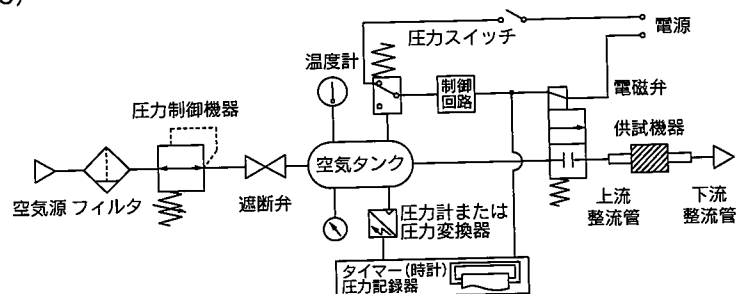 圧力スイッチ
電源
温度計
制御
回路
電磁弁
圧力制御機器
供試機器
空気タンク
空気源
フィルタ
遮断弁
圧力計または
圧力変換器
上流
整流管
下流
整流管
タイマー(時計)
圧力記録器